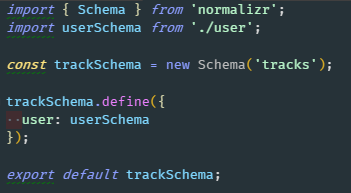 import { Schema } from 'normalizr';
import userSchema from './user';
const trackSchema = new Schema('tracks');
trackSchema.define({
  user: userSchema
});
export default trackSchema;